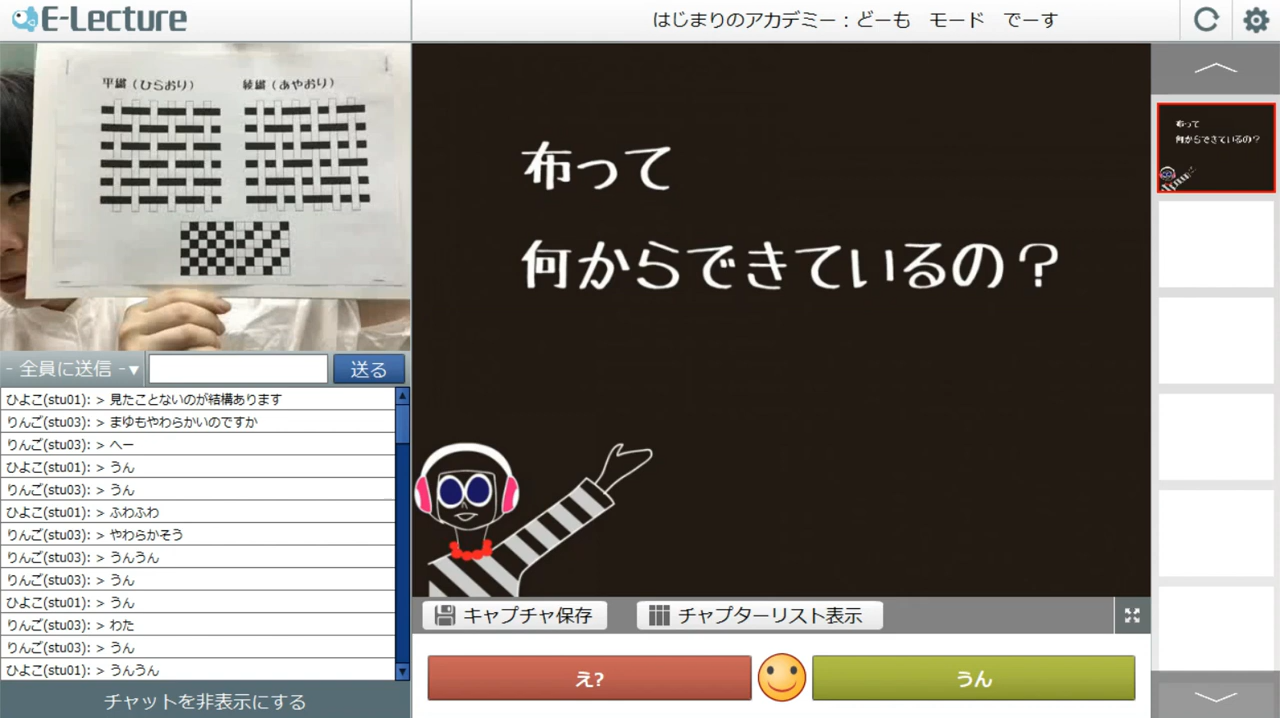 E-Lecture
はじまりのアカデミー：どーも　モード　でーす
平織（ひらおり）
綾織（あやおり）
- 全員に送信 -▼
送る
ひよこ(stu01): > 見たことないのが結構あります
りんご(stu03): > まゆもやわらかいのですか
りんご(stu03): > へー
ひよこ(stu01): > うん
りんご(stu03): > うん
ひよこ(stu01): > ふわふわ
りんご(stu03): > やわらかそう
りんご(stu03): > うんうん
りんご(stu03): > うん
ひよこ(stu01): > うん
りんご(stu03): > わた
りんご(stu03): > うん
ひよこ(stu01): > うんうん
チャットを非表示にする
布って
何からできているの？
キャプチャ保存
チャプターリスト表示
え?
うん
布って
何からできているの？